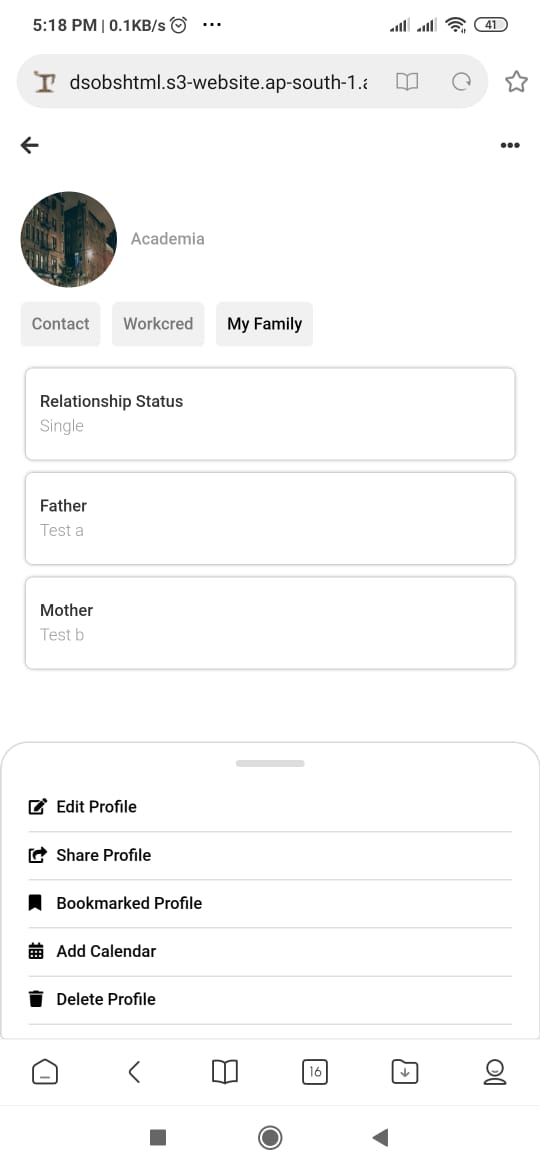 5:18 PM | 0.1KB/s
41
dsobshtml.s3-website.ap-south-1.a
Academia
Contact Workcred My Family
Relationship Status
Single
Father
Test a
Mother
Test b
Edit Profile
Share Profile
Bookmarked Profile
Add Calendar
Delete Profile
16